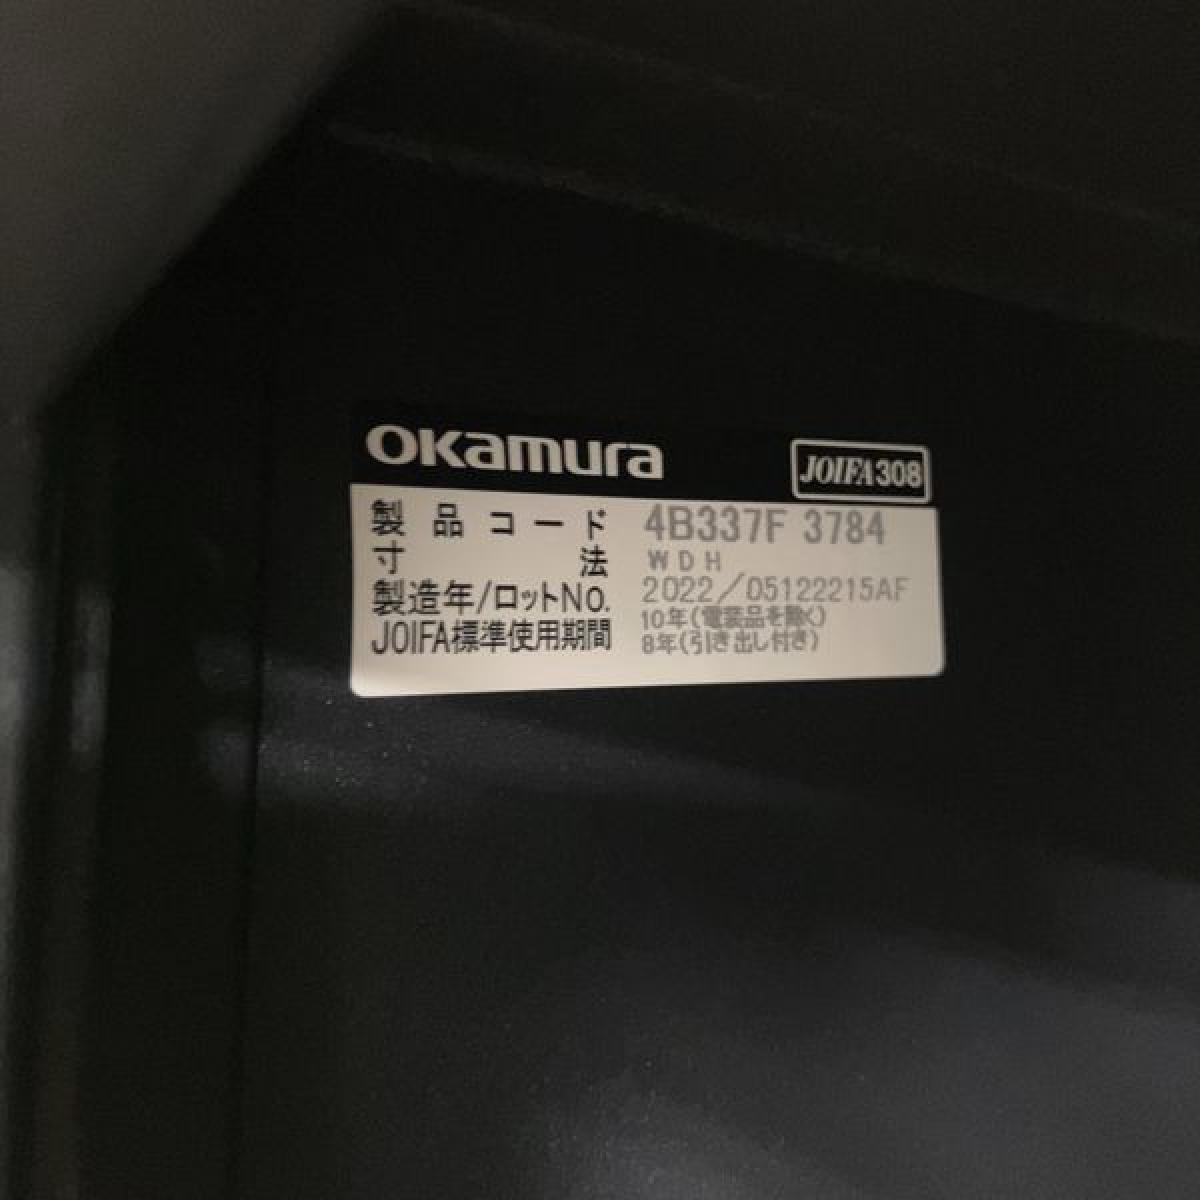 okamura
JOIFA308
製品コード 4B337F 3784
寸法 W D H
製造年/ロットNo. 2022/05122215AF
JOIFA標準使用期間 10年(電装品を除く)
8年(引き出し付き)